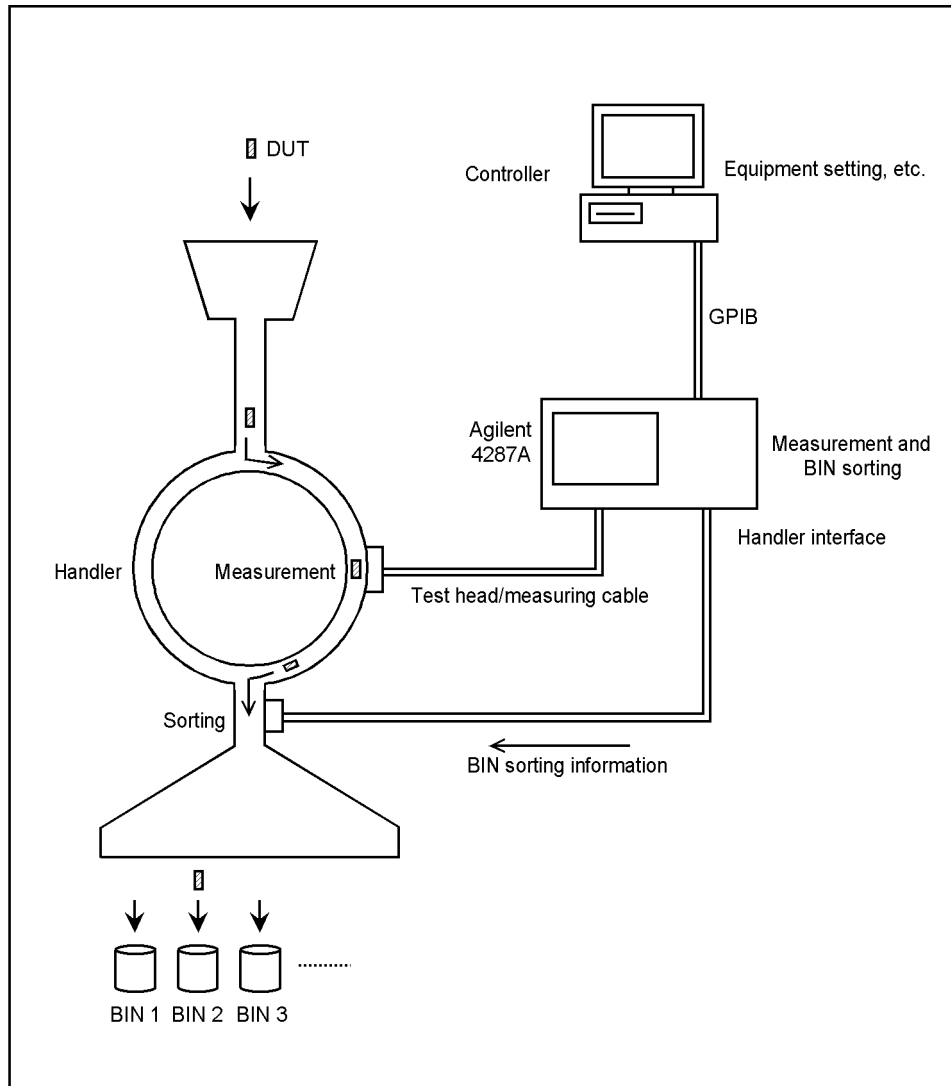 DUT
Controller
Equipment setting, etc.
GPIB
Agilent
4287A
Measurement and
BIN sorting
Handler interface
Handler
Measurement
Test head/measuring cable
Sorting
BIN sorting information
BIN 1
BIN 2
BIN 3